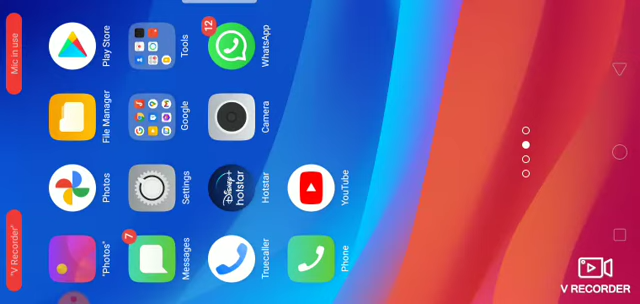 "V Recorder"
Mic in use
"Photos"
Photos
File Manager
Play Store
7
Messages
Settings
Google
Tools
Disney+
hotstar
12
Truecaller
Hotstar
Camera
WhatsApp
Phone
YouTube
V RECORDER